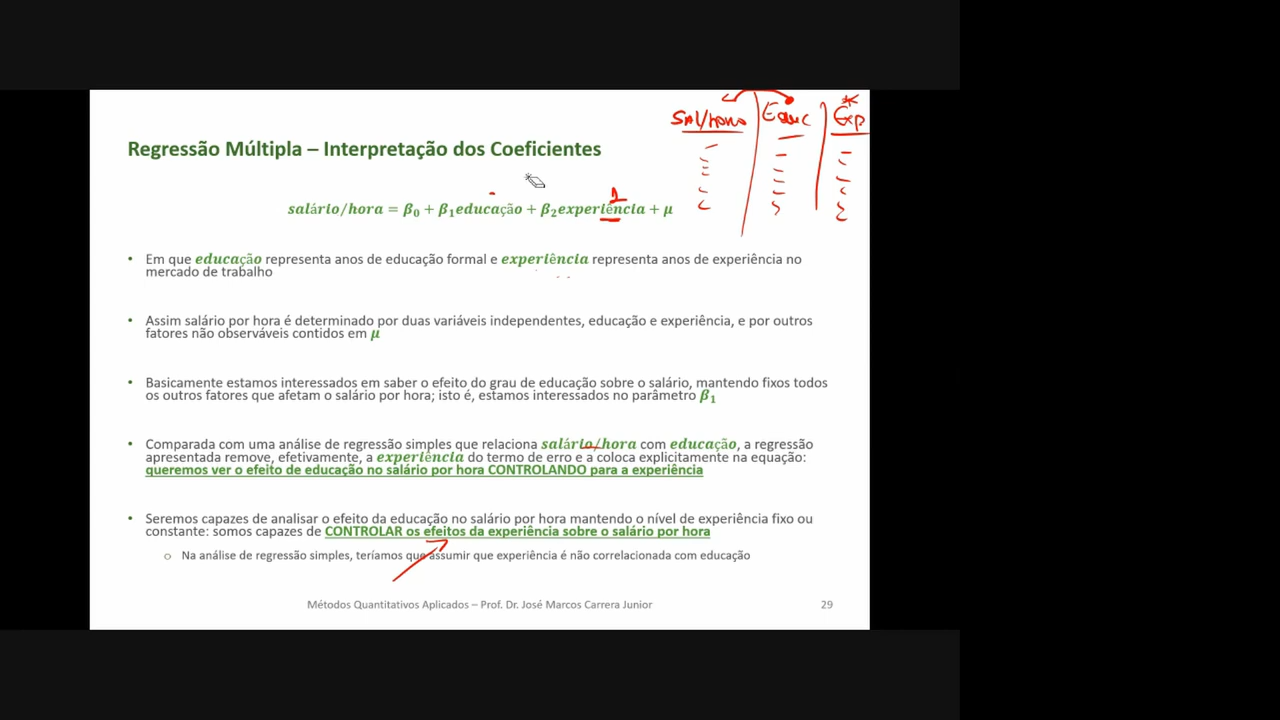 Sal/hora Educ Exp
Regressão Múltipla – Interpretação dos Coeficientes
1
salário/hora = β₀ + β₁educação + β₂experiência + μ
• Em que educação representa anos de educação formal e experiência representa anos de experiência no
mercado de trabalho
• Assim salário por hora é determinado por duas variáveis independentes, educação e experiência, e por outros
fatores não observáveis contidos em μ
• Basicamente estamos interessados em saber o efeito do grau de educação sobre o salário, mantendo fixos todos
os outros fatores que afetam o salário por hora; isto é, estamos interessados no parâmetro β₁
• Comparada com uma análise de regressão simples que relaciona salário/hora com educação, a regressão
apresentada remove, efetivamente, a experiência do termo de erro e a coloca explicitamente na equação:
queremos ver o efeito de educação no salário por hora CONTROLANDO para a experiência
• Seremos capazes de analisar o efeito da educação no salário por hora mantendo o nível de experiência fixo ou
constante: somos capazes de CONTROLAR os efeitos da experiência sobre o salário por hora
o Na análise de regressão simples, teríamos que assumir que experiência é não correlacionada com educação
Métodos Quantitativos Aplicados – Prof. Dr. José Marcos Carrera Junior 29